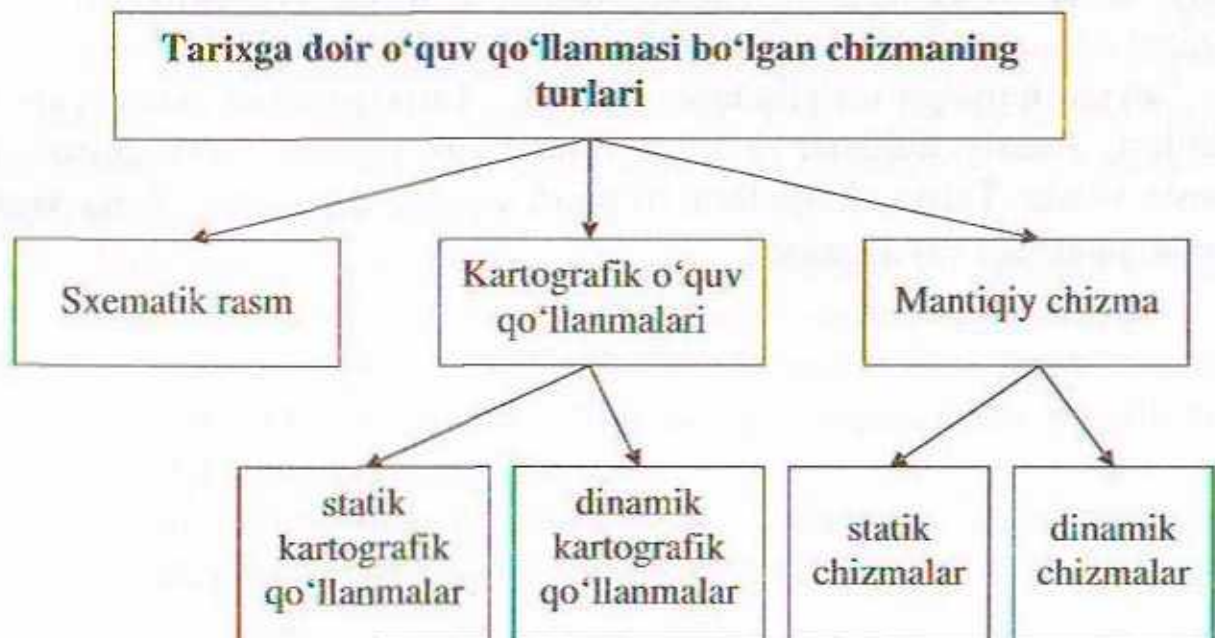 Tarixga doir o‘quv qo‘llanmasi bo‘lgan chizmaning
turlari
Sxematik rasm
Kartografik o‘quv
qo‘llanmalari
Mantiqiy chizma
statik
kartografik
qo‘llanmalar
dinamik
kartografik
qo‘llanmalar
statik
chizmalar
dinamik
chizmalar